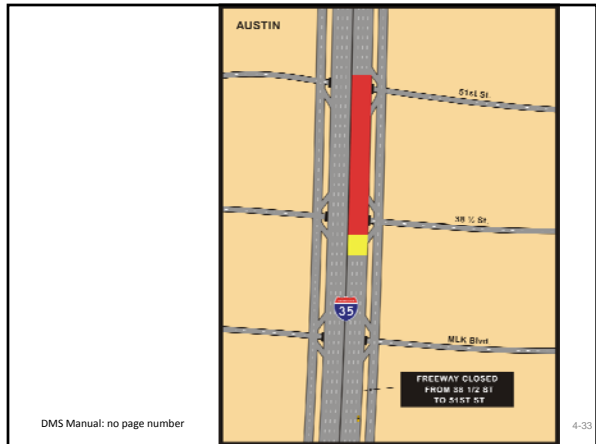 AUSTIN
51st St.
38 ½ St.
35
MLK Blvd
FREEWAY CLOSED
FROM 38 1/2 ST
TO 51ST ST
DMS Manual: no page number
4-33